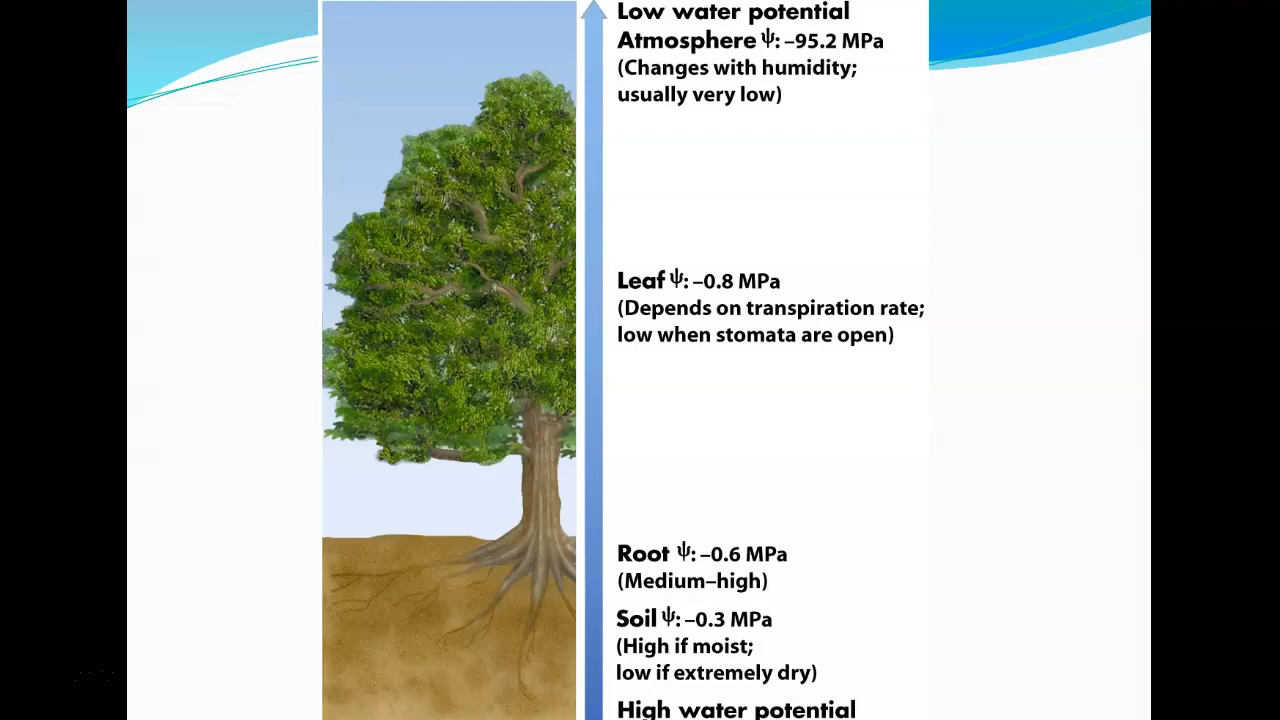 Low water potential
Atmosphere ψ: –95.2 MPa
(Changes with humidity;
usually very low)
Leaf ψ: –0.8 MPa
(Depends on transpiration rate;
low when stomata are open)
Root ψ: –0.6 MPa
(Medium–high)
Soil ψ: –0.3 MPa
(High if moist;
low if extremely dry)
High water potential